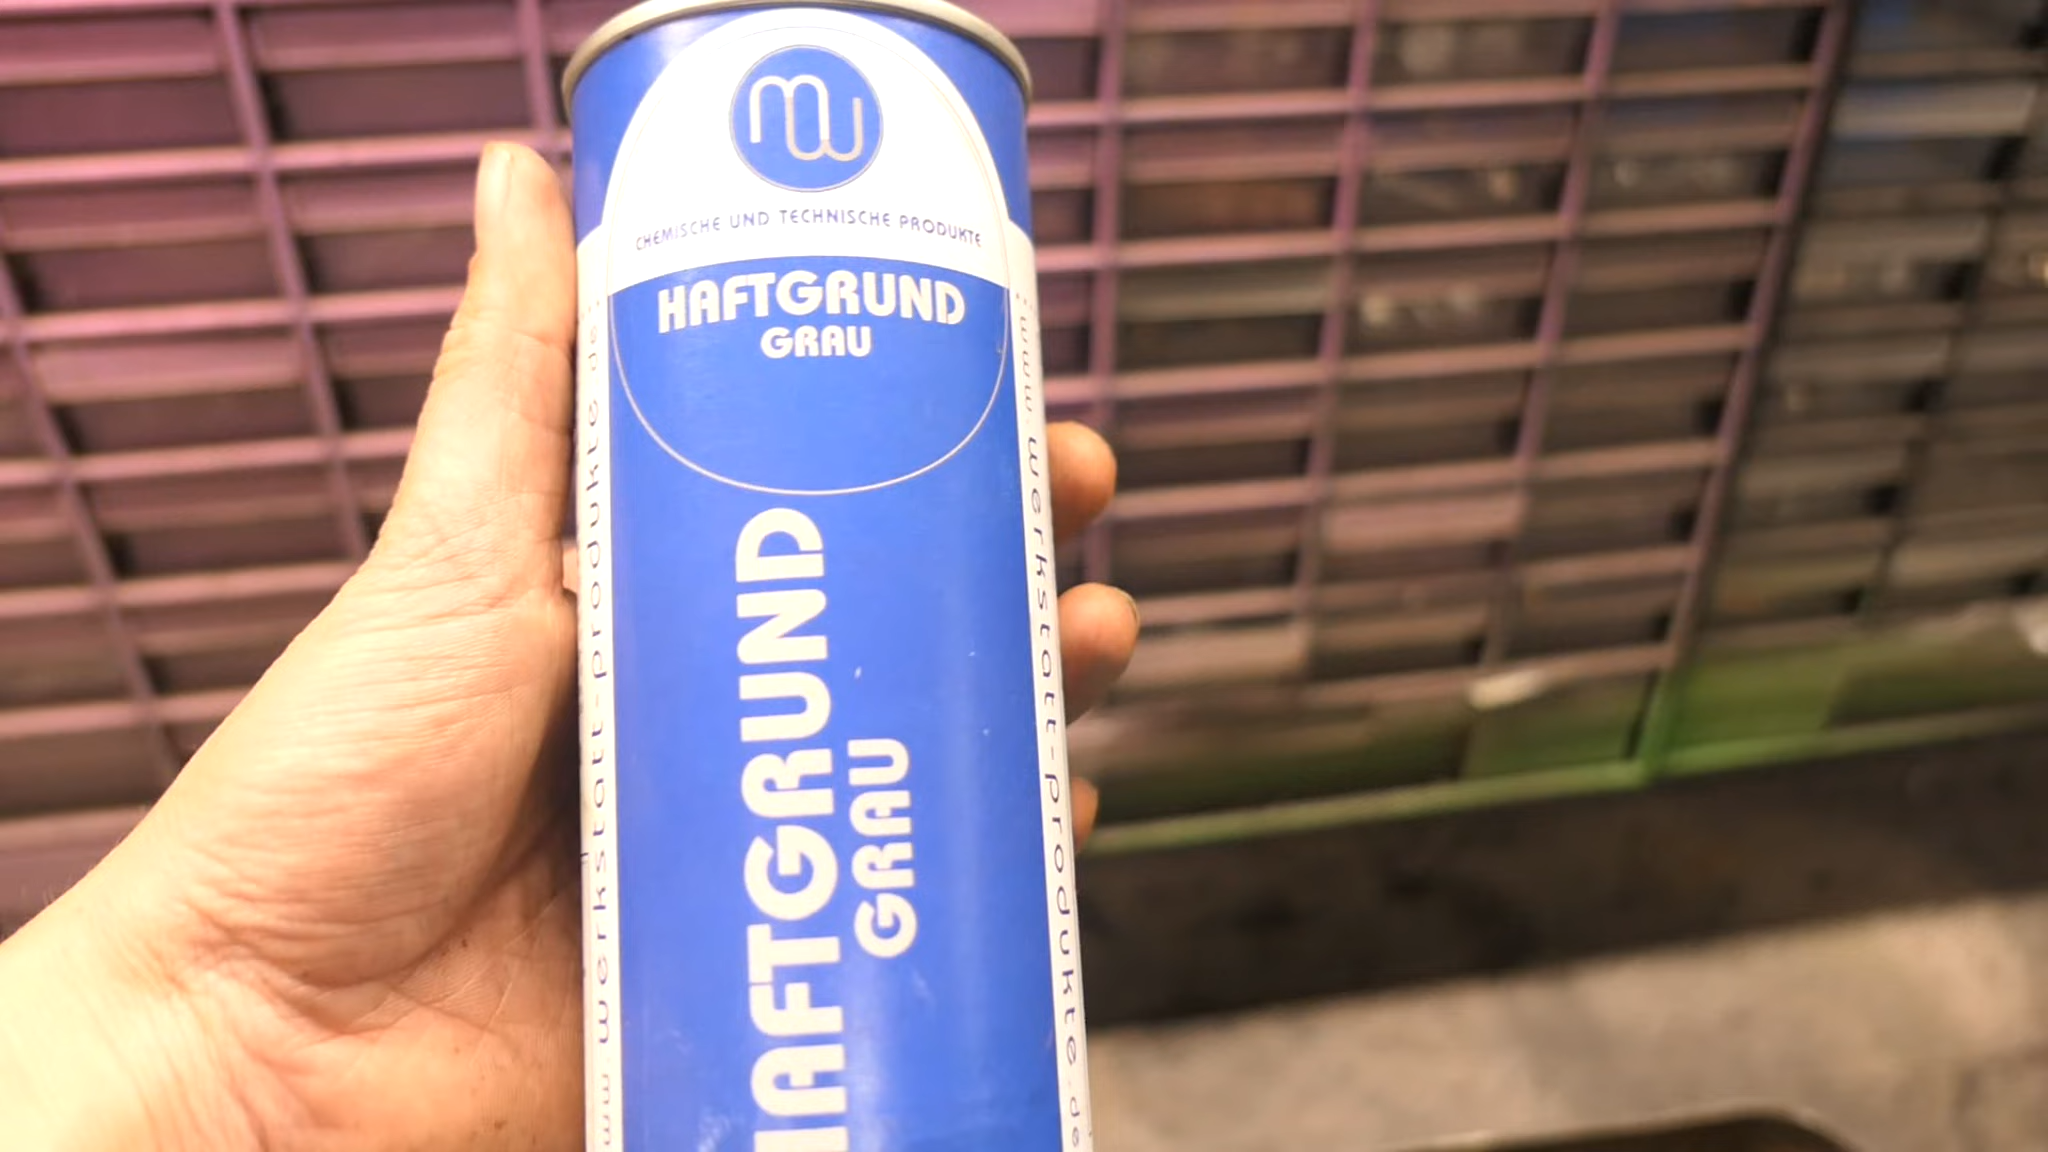 mw
CHEMISCHE UND TECHNISCHE PRODUKTE
HAFTGRUND
GRAU
HAFTGRUND
GRAU
www.werkstatt-produkte.de
www.werkstatt-produkte.de